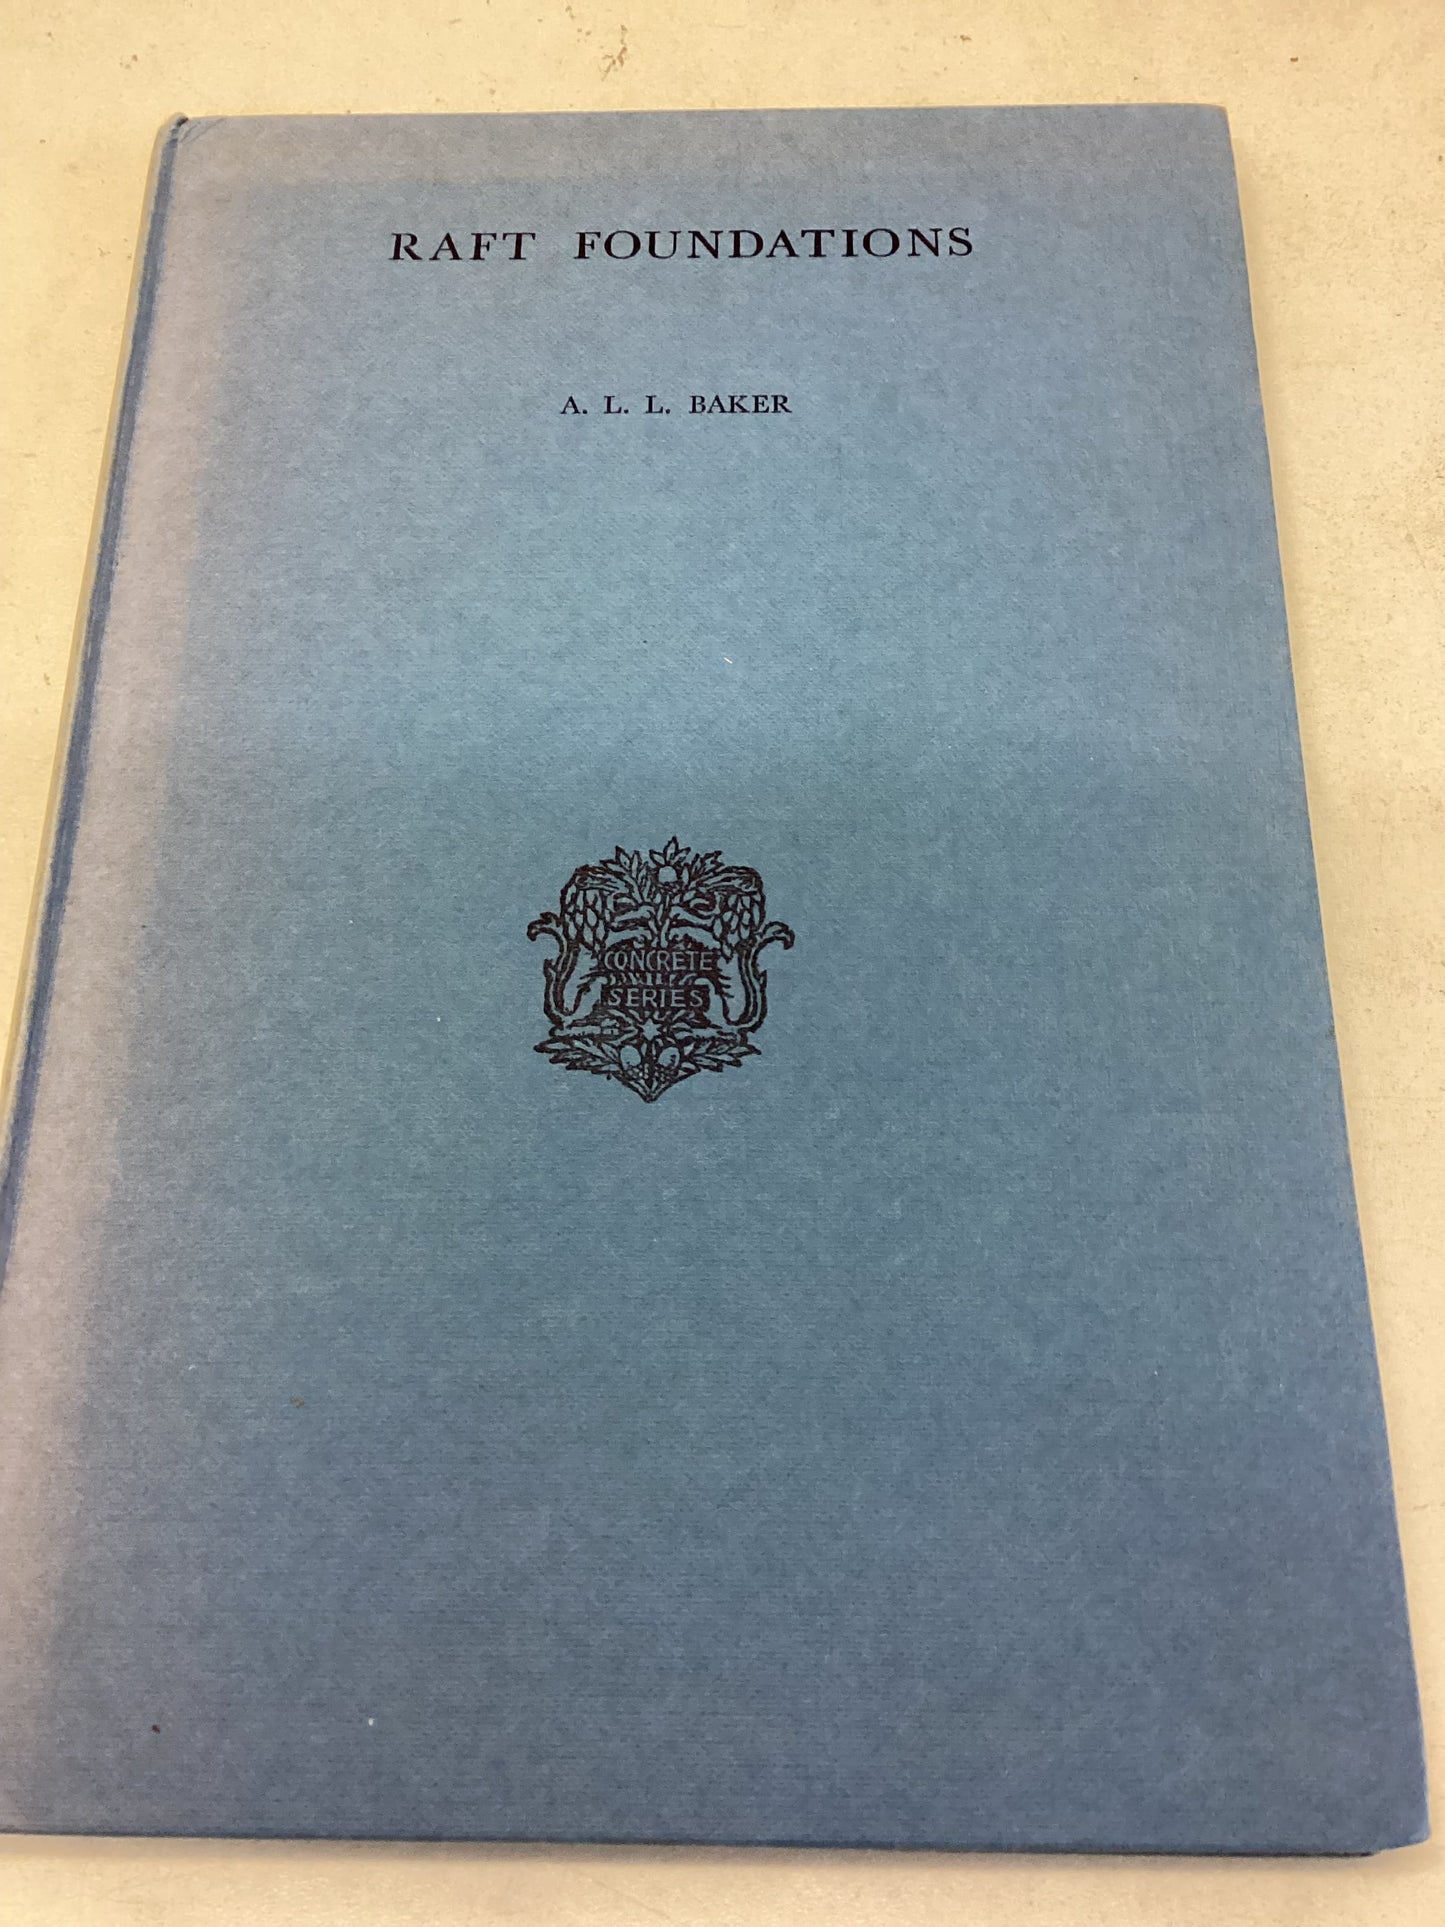 RAFT FOUNDATIONS
A. L. L. BAKER
CONCRETE
SERIES